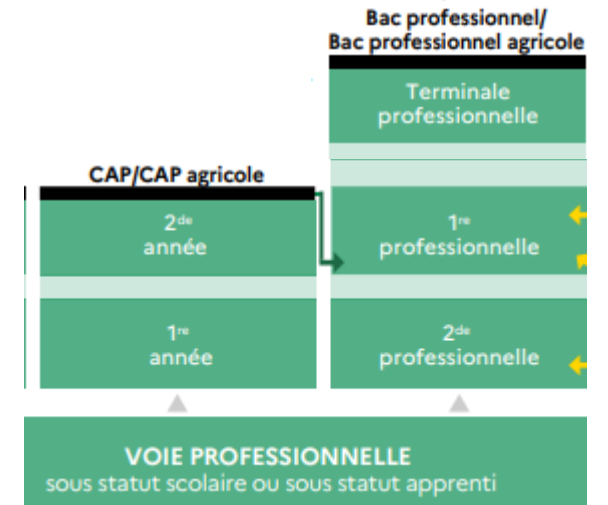 Bac professionnel/
Bac professionnel agricole
Terminale
professionnelle
CAP/CAP agricole
2de
année
1re
professionnelle
1re
année
2de
professionnelle
VOIE PROFESSIONNELLE
sous statut scolaire ou sous statut apprenti